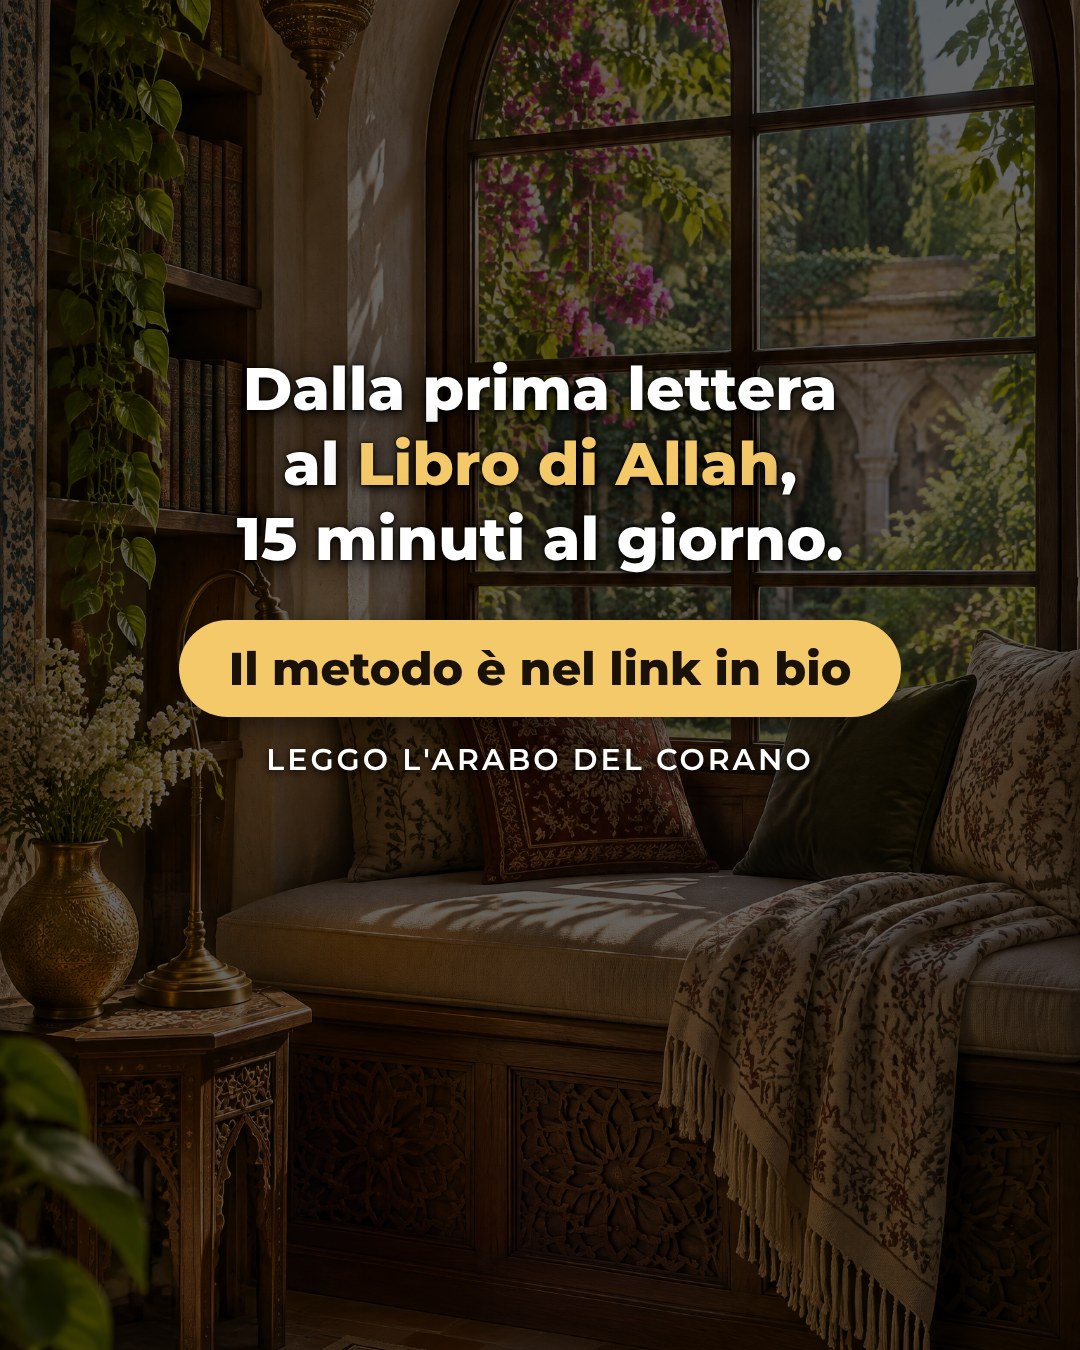 Dalla prima lettera
al Libro di Allah,
15 minuti al giorno.
Il metodo è nel link in bio
LEGGO L'ARABO DEL CORANO